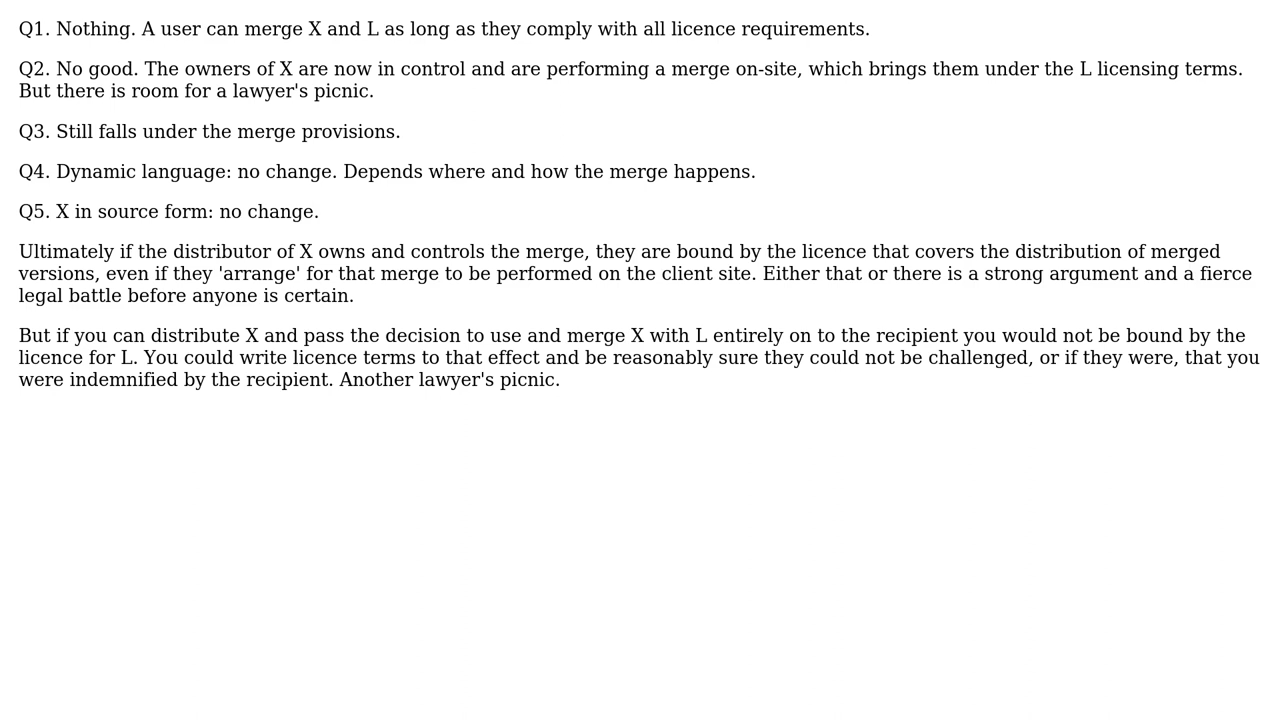 Q1. Nothing. A user can merge X and L as long as they comply with all licence requirements.
Q2. No good. The owners of X are now in control and are performing a merge on-site, which brings them under the L licensing terms.
But there is room for a lawyer's picnic.
Q3. Still falls under the merge provisions.
Q4. Dynamic language: no change. Depends where and how the merge happens.
Q5. X in source form: no change.
Ultimately if the distributor of X owns and controls the merge, they are bound by the licence that covers the distribution of merged
versions, even if they 'arrange' for that merge to be performed on the client site. Either that or there is a strong argument and a fierce
legal battle before anyone is certain.
But if you can distribute X and pass the decision to use and merge X with L entirely on to the recipient you would not be bound by the
licence for L. You could write licence terms to that effect and be reasonably sure they could not be challenged, or if they were, that you
were indemnified by the recipient. Another lawyer's picnic.